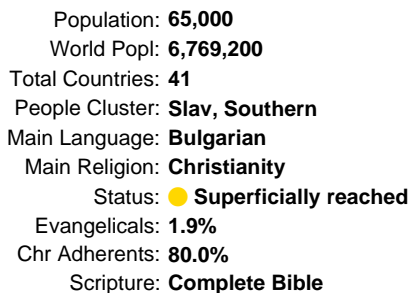 Population: 65,000
World Popl: 6,769,200
Total Countries: 41
People Cluster: Slav, Southern
Main Language: Bulgarian
Main Religion: Christianity
Status: Superficially reached
Evangelicals: 1.9%
Chr Adherents: 80.0%
Scripture: Complete Bible